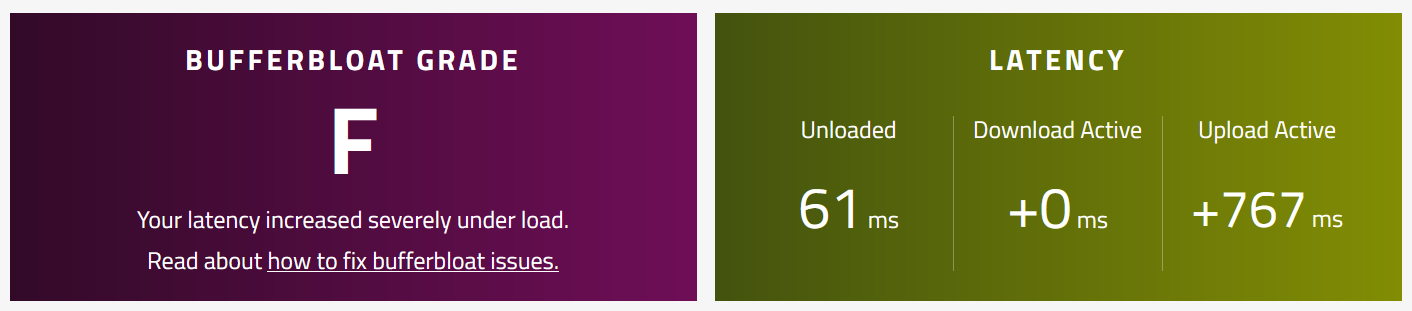 BUFFERBLOAT GRADE
F
Your latency increased severely under load.
Read about how to fix bufferbloat issues.
LATENCY
Unloaded
61 ms
Download Active
+0 ms
Upload Active
+767 ms